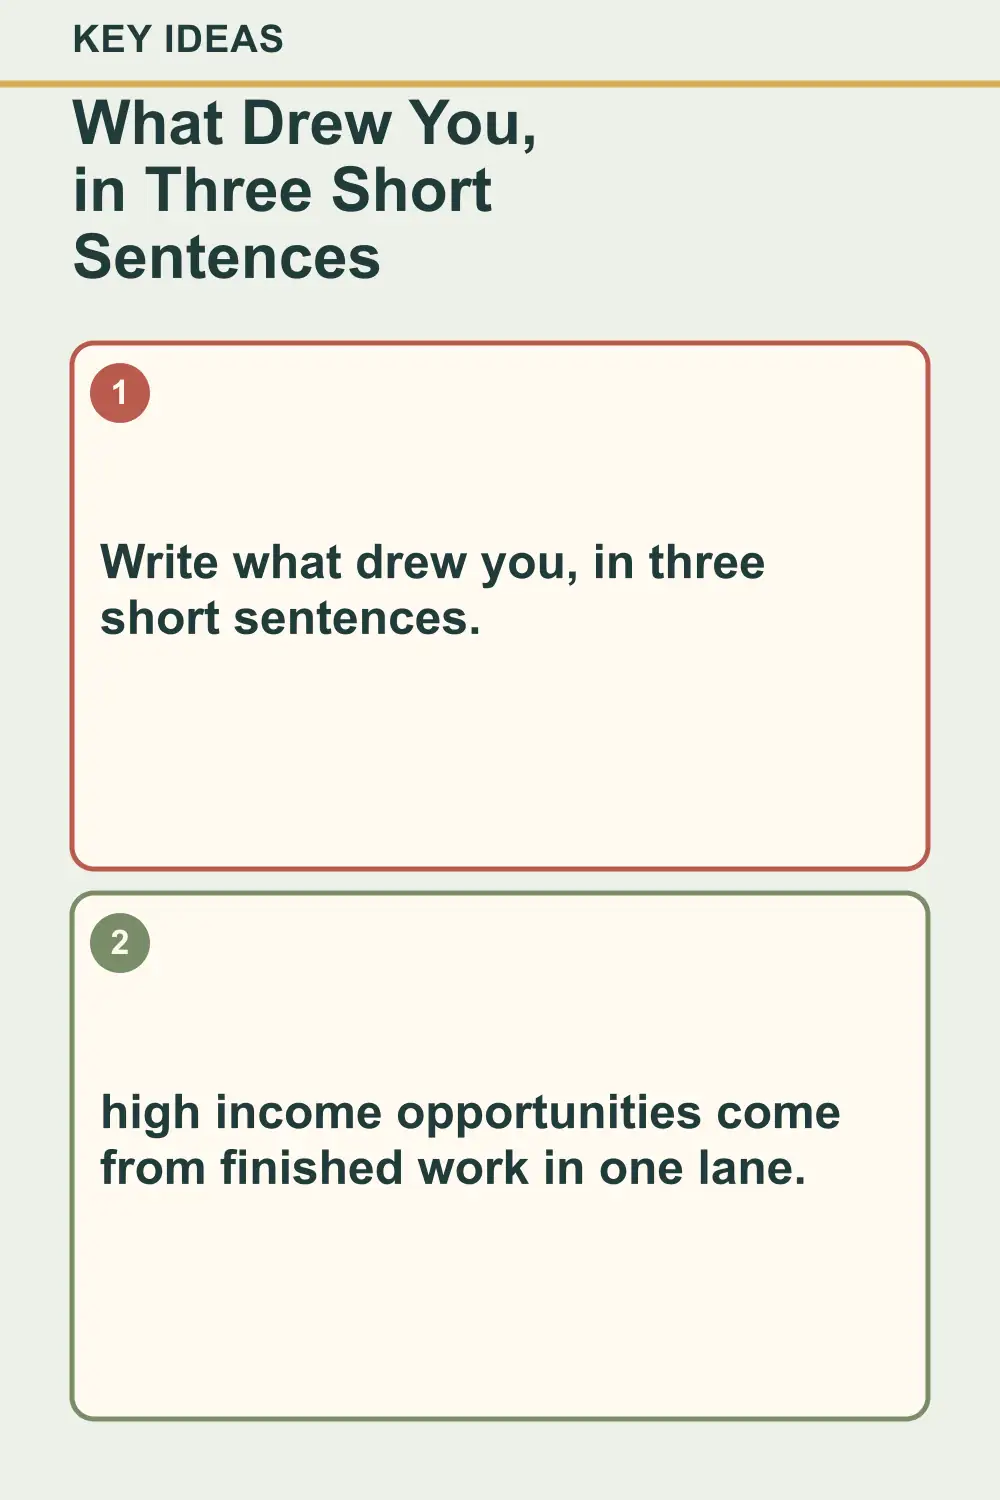 KEY IDEAS
What Drew You,
in Three Short
Sentences
1
Write what drew you, in three
short sentences.
2
high income opportunities come
from finished work in one lane.